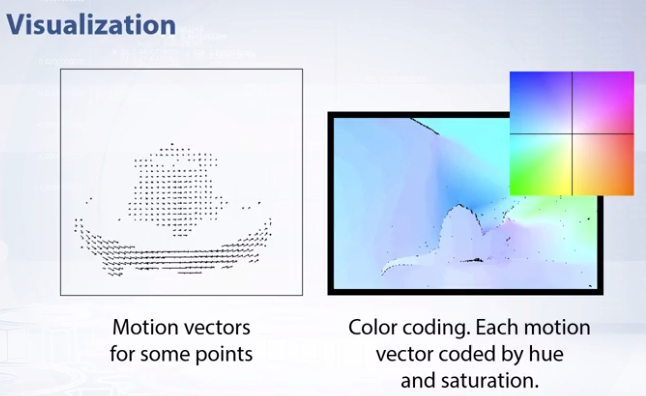 Visualization
Motion vectors
for some points
Color coding. Each motion
vector coded by hue
and saturation.